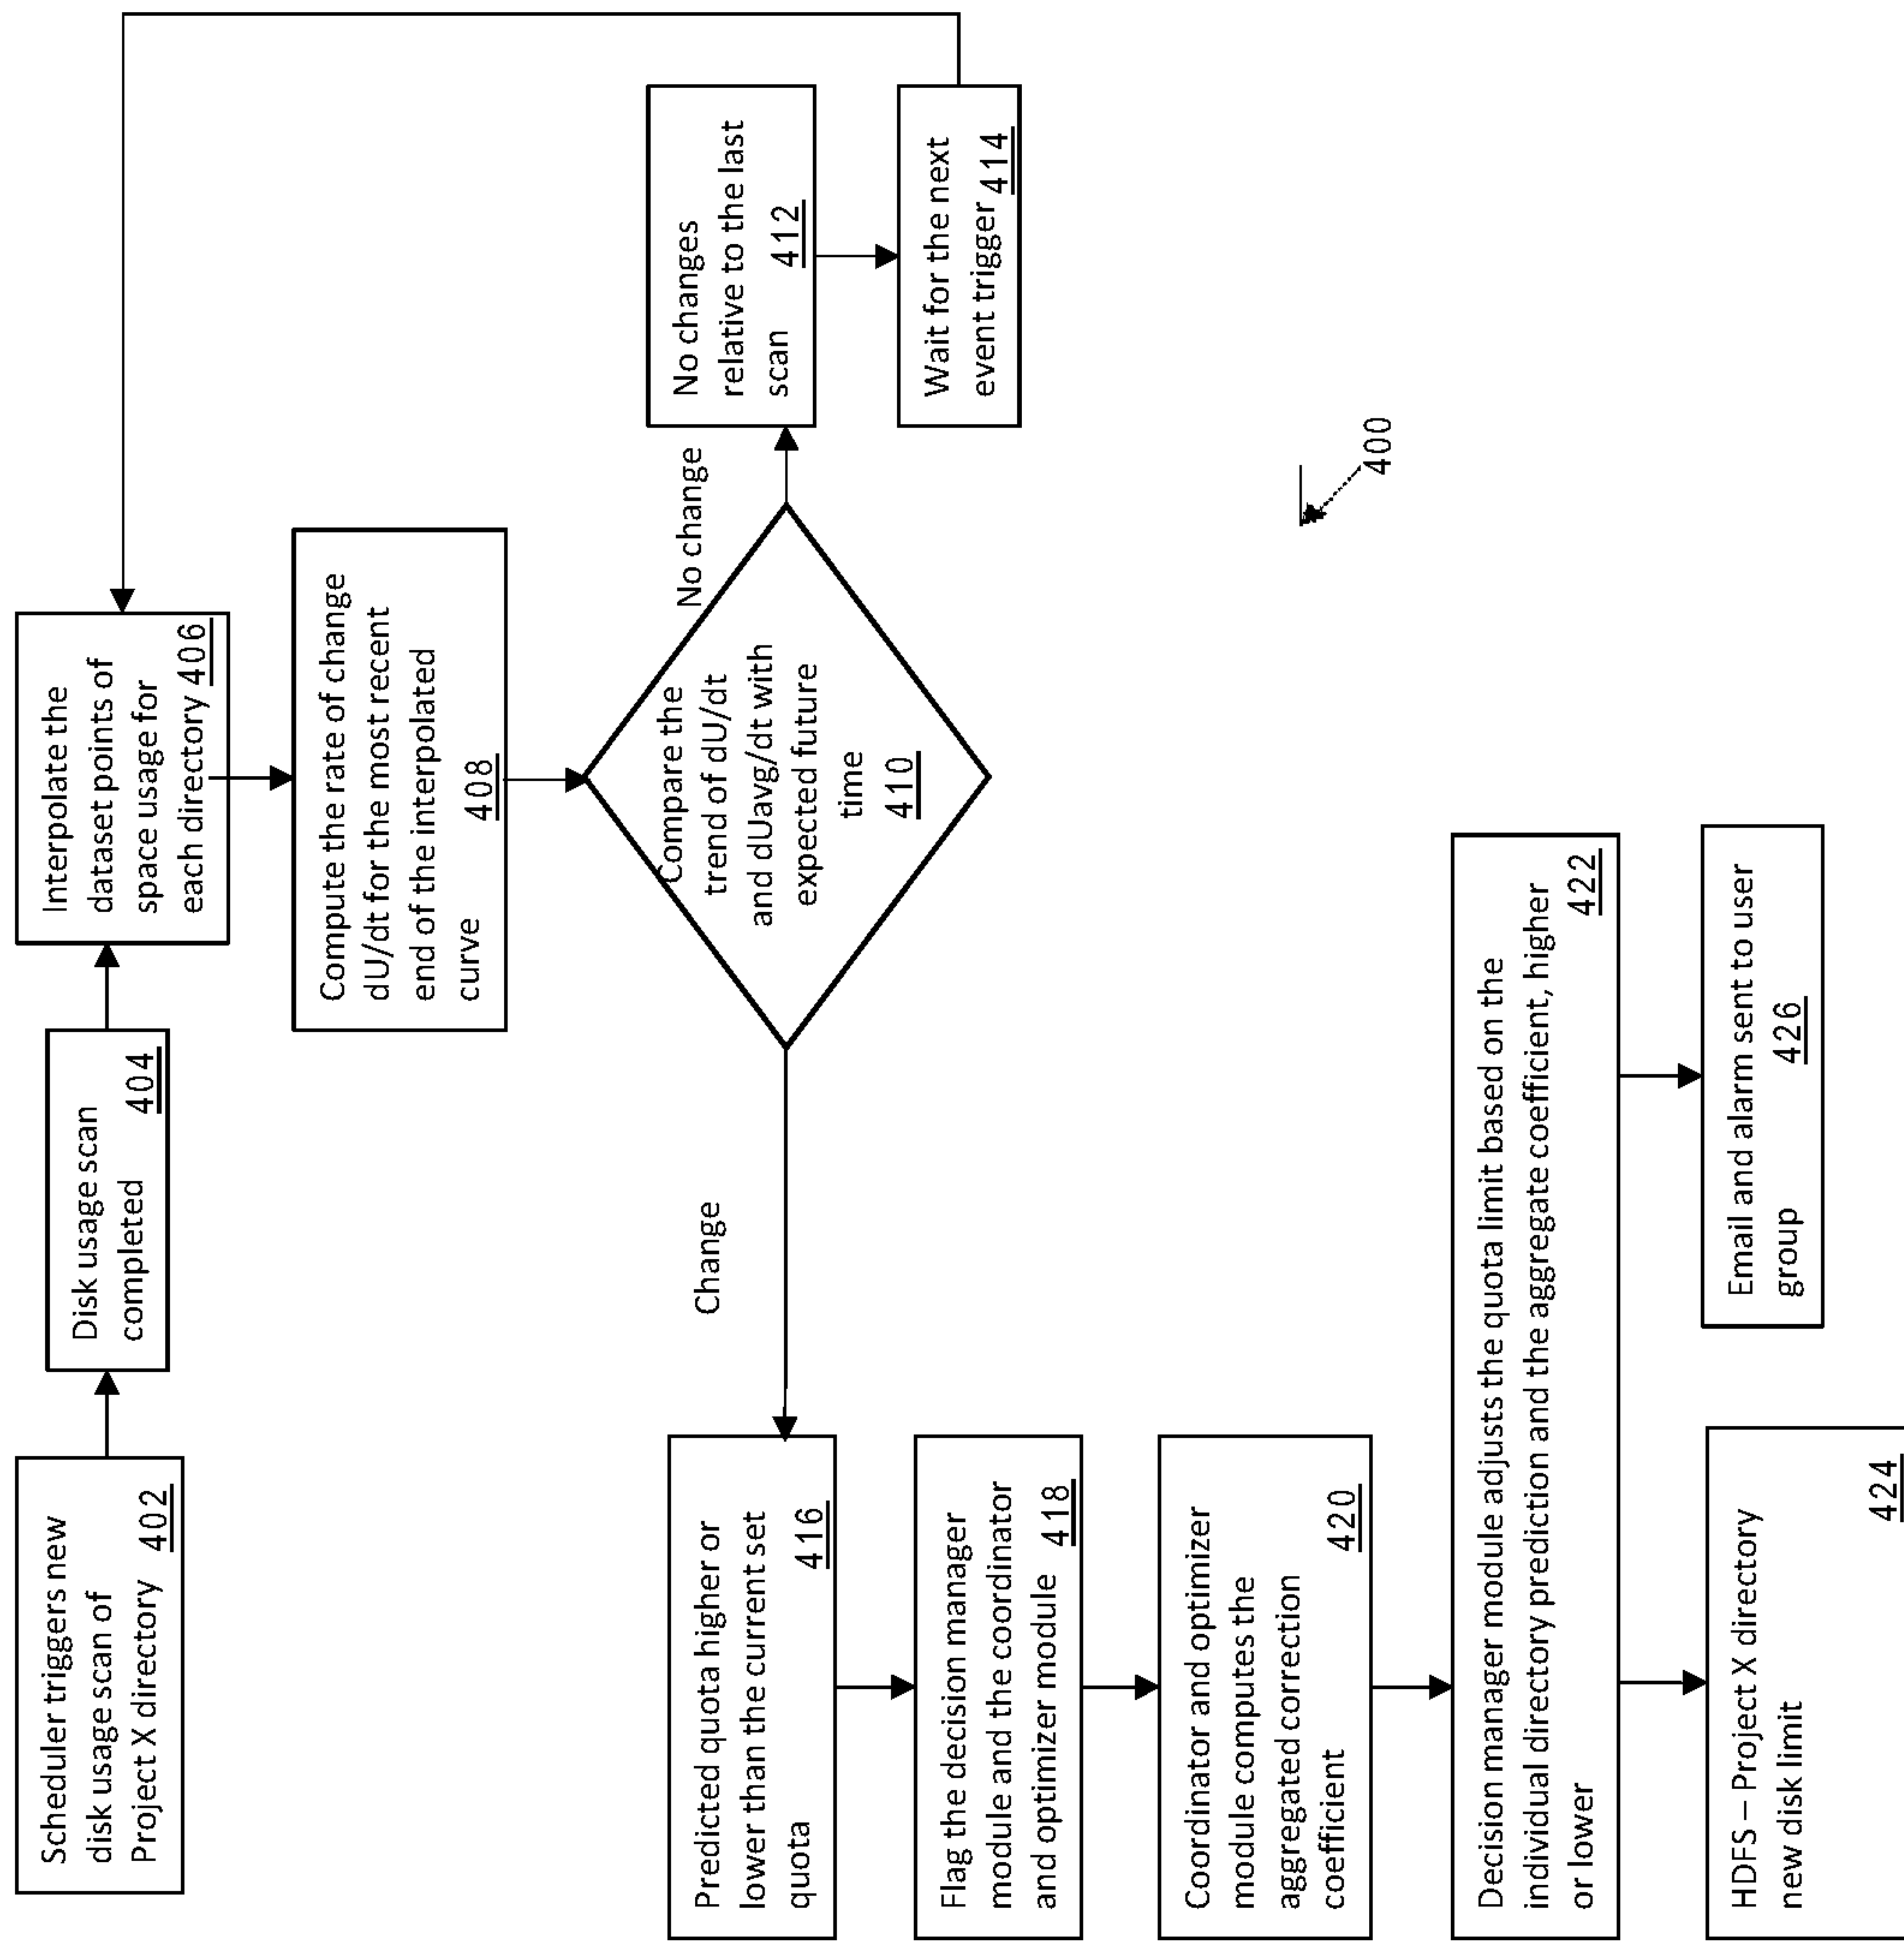 Scheduler triggers new
disk usage scan of
Project X directory 402
Disk usage scan
completed 404
Interpolate the
dataset points of
space usage for
each directory 406
Compute the rate of change
dU/dt for the most recent
end of the interpolated
curve 408
Compare the
trend of dU/dt
and dUavg/dt with
expected future
time
410
No change
No changes
relative to the last
scan 412
Wait for the next
event trigger 414
Change
Predicted quota higher or
lower than the current set
quota 416
Flag the decision manager
module and the coordinator
and optimizer module 418
Coordinator and optimizer
module computes the
aggregated correction
coefficient 420
Decision manager module adjusts the quota limit based on the
individual directory prediction and the aggregate coefficient, higher
or lower 422
HDFS – Project X directory
new disk limit
424
Email and alarm sent to user
group 426
400